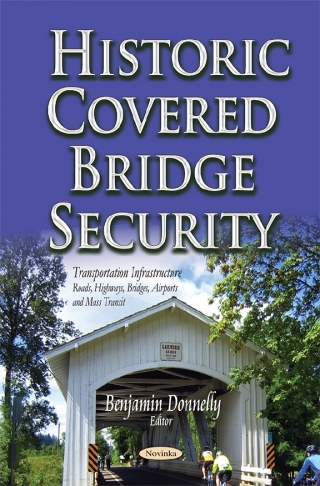 HISTORIC
COVERED
BRIDGE
SECURITY
Transportation Infrastructure
Roads, Highways, Bridges, Airports
and Mass Transit
Benjamin Donnelly
Editor
Novinka